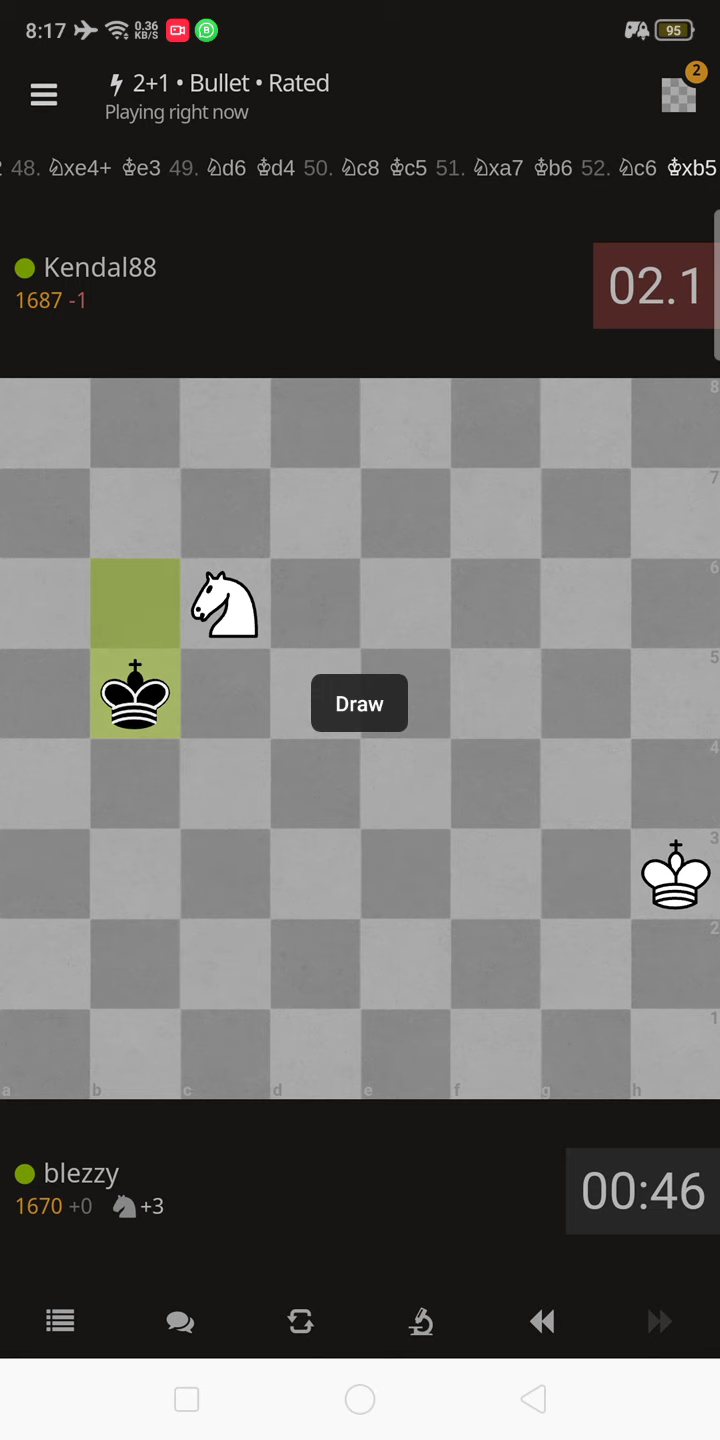 8:17 0.36 KB/S B 95
2+1 • Bullet • Rated 2
Playing right now
2 48. ♘xe4+ ♔e3 49. ♘d6 ♔d4 50. ♘c8 ♔c5 51. ♘xa7 ♔b6 52. ♘c6 ♔xb5
Kendal88
1687 -1
02.1
8
7
6
5
Draw
4
3
2
1
a b c d e f g h
blezzy
1670 +0 +3
00:46